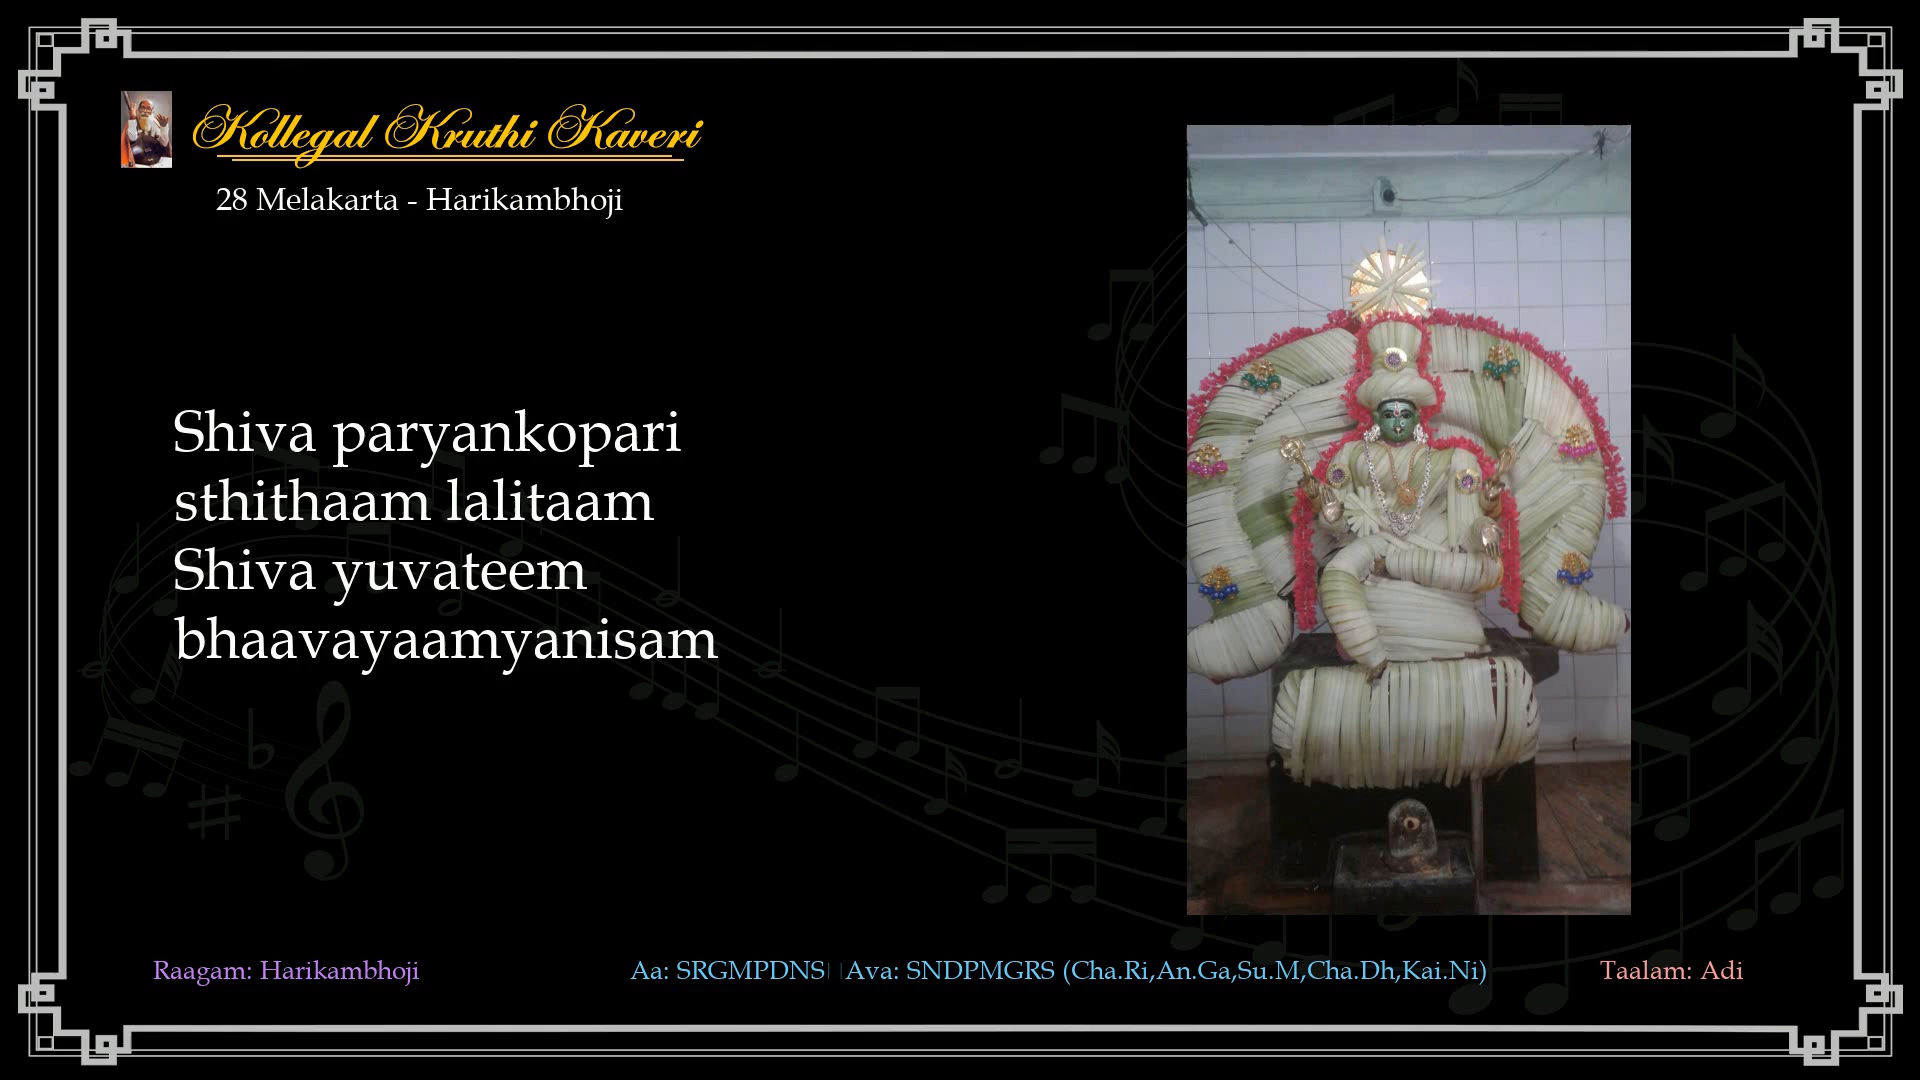 Kollegal Kruthi Kaveri
28 Melakarta - Harikambhoji
Shiva paryankopari
sthithaam lalitaam
Shiva yuvateem
bhaavayaamyanisam
Raagam: Harikambhoji
Aa: SRGMPDNS Ava: SNDPMGRS (Cha.Ri,An.Ga,Su.M,Cha.Dh,Kai.Ni)
Taalam: Adi